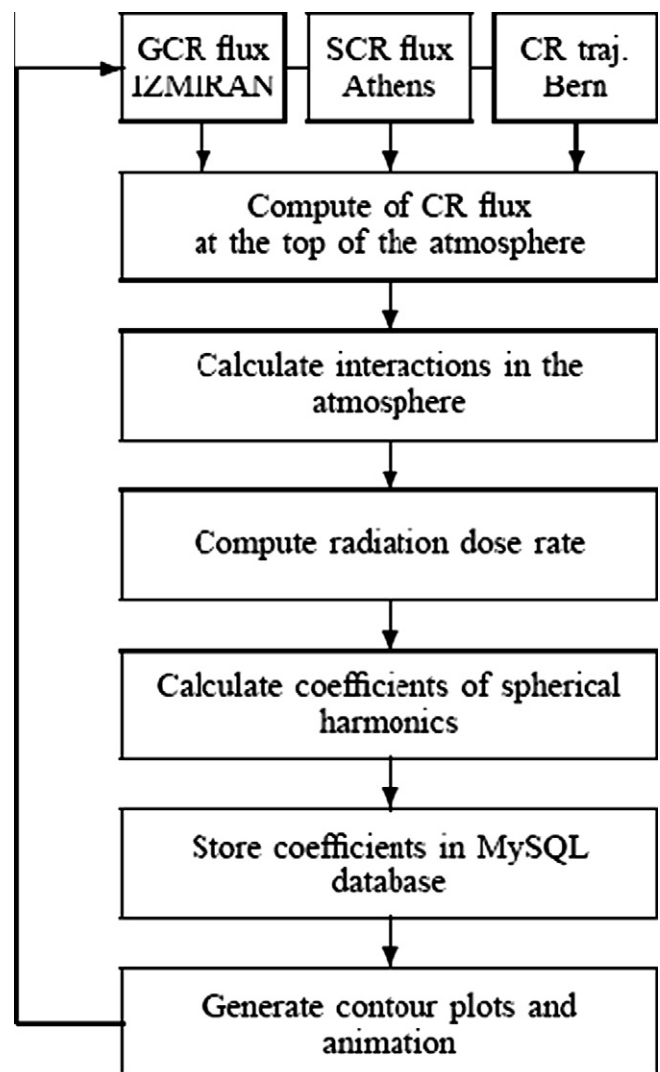 GCR flux
IZMIRAN
SCR flux
Athens
CR traj.
Bern
Compute of CR flux
at the top of the atmosphere
Calculate interactions in the
atmosphere
Compute radiation dose rate
Calculate coefficients of spherical
harmonics
Store coefficients in MySQL
database
Generate contour plots and
animation